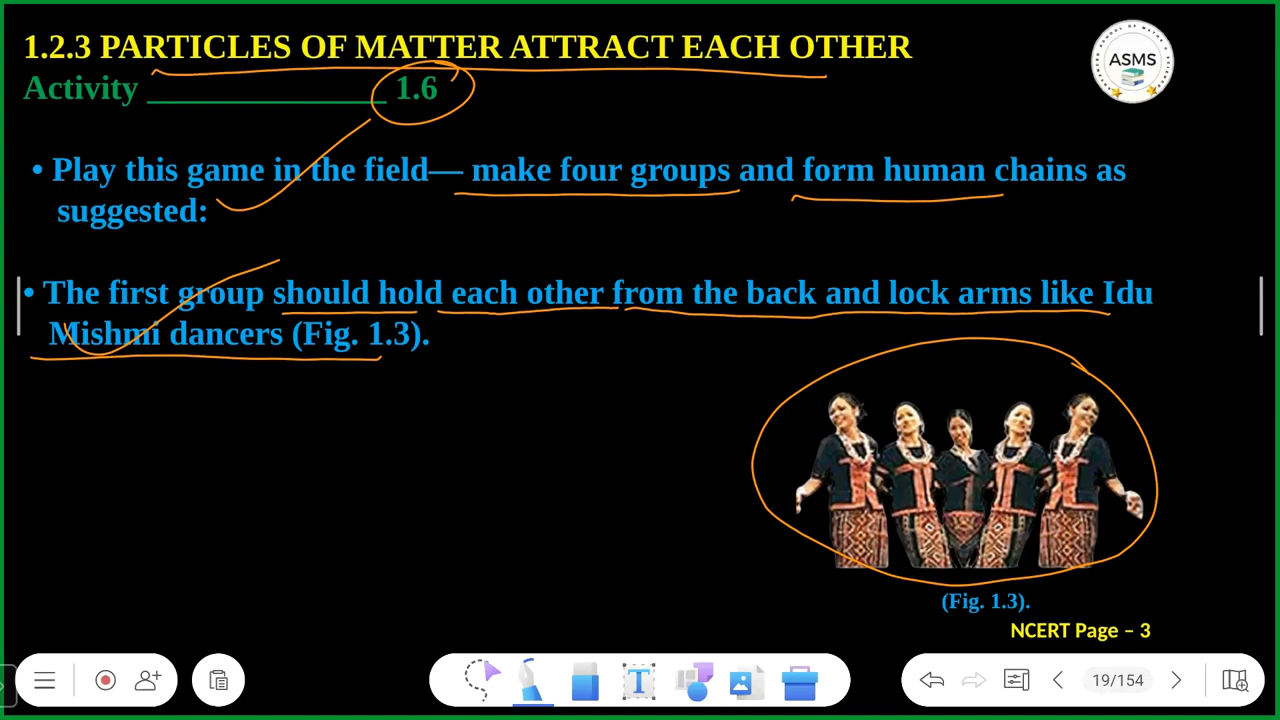 1.2.3 PARTICLES OF MATTER ATTRACT EACH OTHER
Activity ________________ 1.6
• Play this game in the field— make four groups and form human chains as
suggested:
• The first group should hold each other from the back and lock arms like Idu
Mishmi dancers (Fig. 1.3).
ASMS
(Fig. 1.3).
NCERT Page – 3
T
19/154